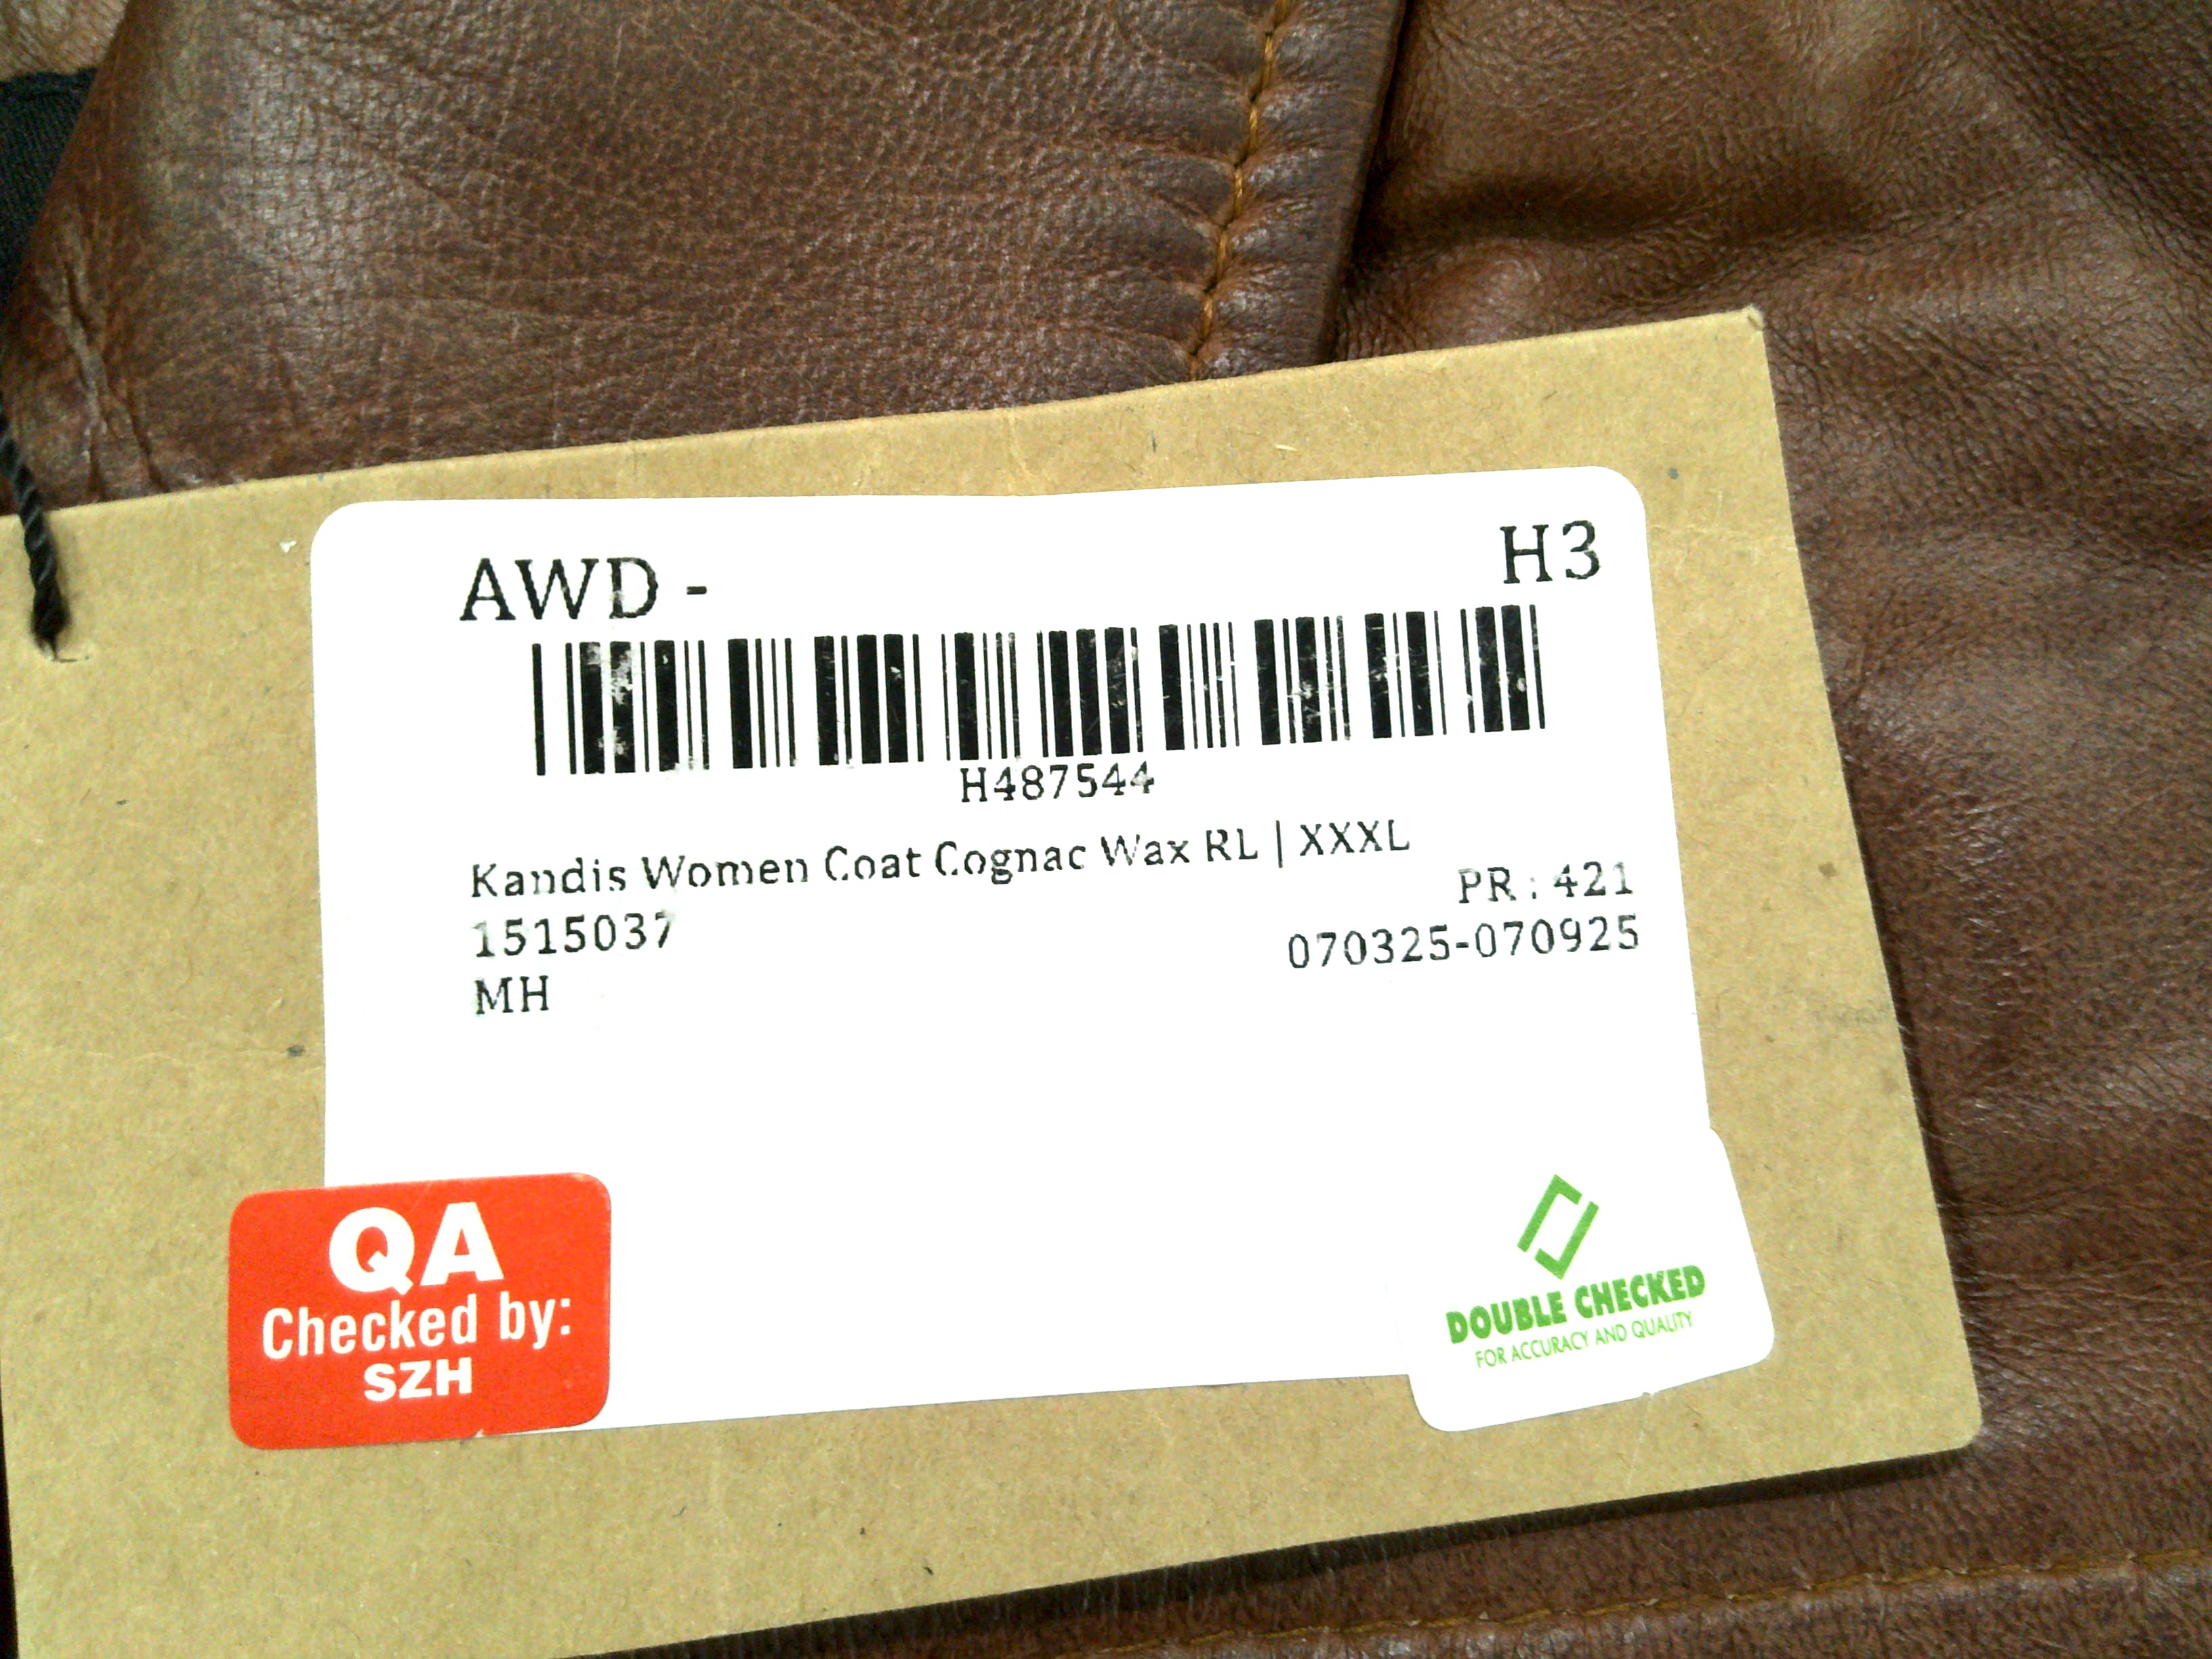 AWD - H3
H487544
Kandis Women Coat Cognac Wax RL | XXXL
PR : 421
1515037
070325-070925
MH
QA
Checked by:
SZH
DOUBLE CHECKED
FOR ACCURACY AND QUALITY